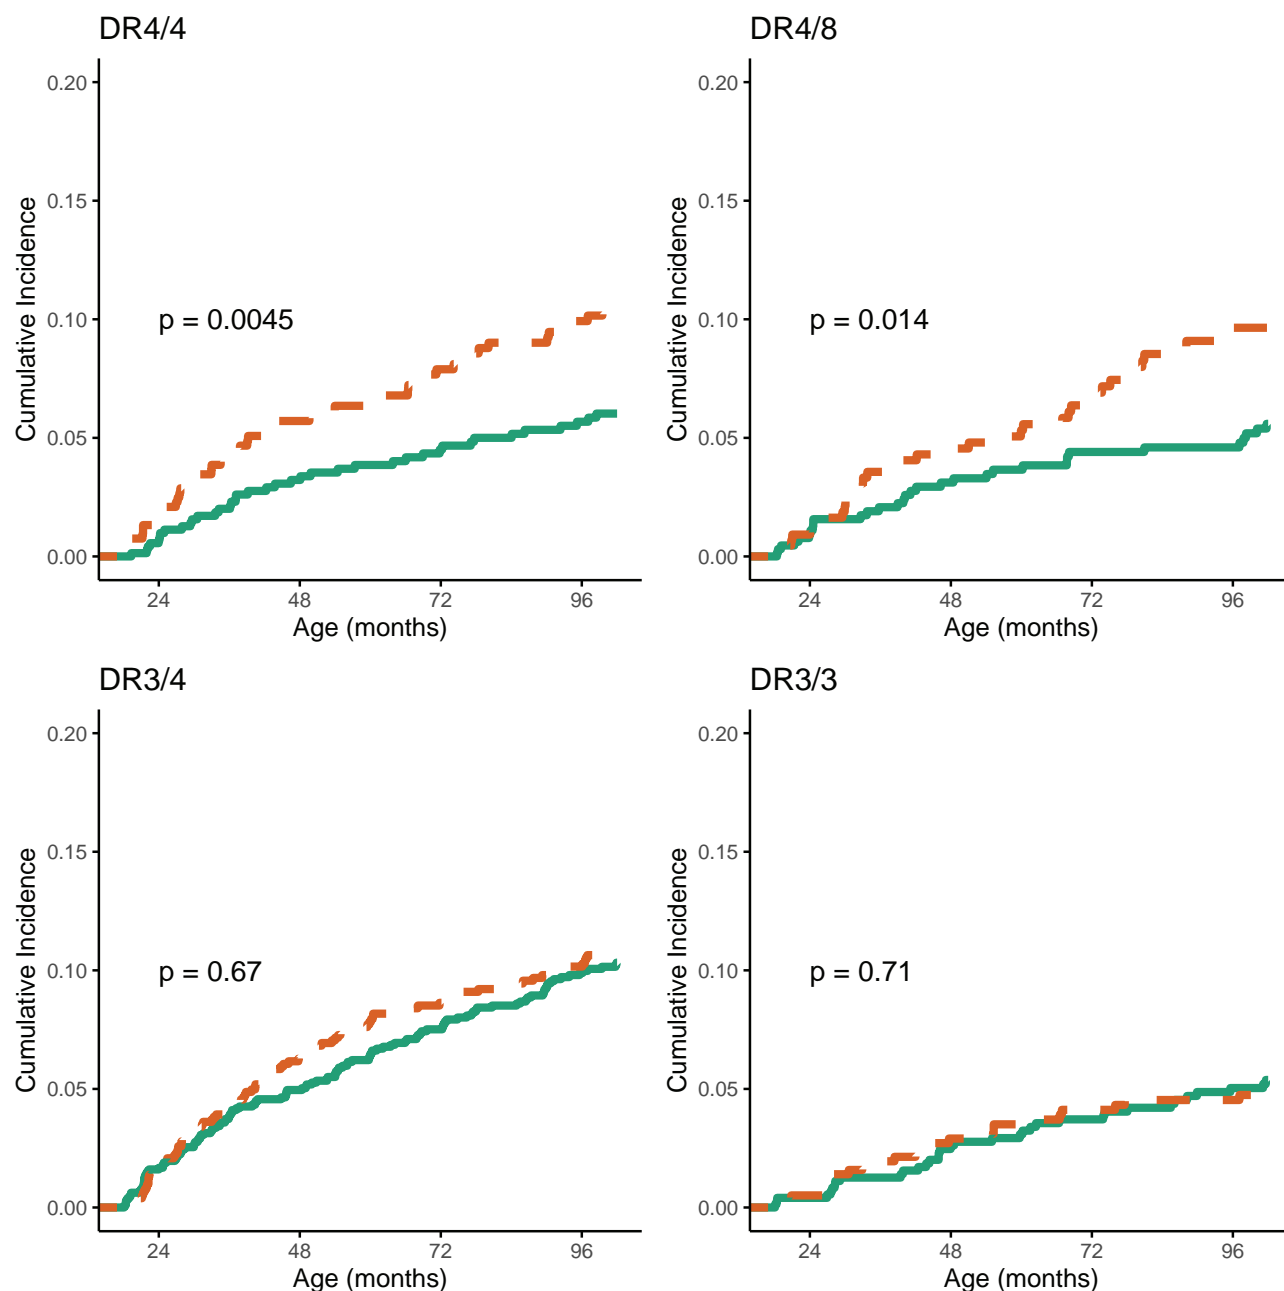 DR4/4
0.20
0.15
0.10
0.05
0.00
Cumulative Incidence
p = 0.0045
24 48 72 96
Age (months)
DR4/8
0.20
0.15
0.10
0.05
0.00
Cumulative Incidence
p = 0.014
24 48 72 96
Age (months)
DR3/4
0.20
0.15
0.10
0.05
0.00
Cumulative Incidence
p = 0.67
24 48 72 96
Age (months)
DR3/3
0.20
0.15
0.10
0.05
0.00
Cumulative Incidence
p = 0.71
24 48 72 96
Age (months)